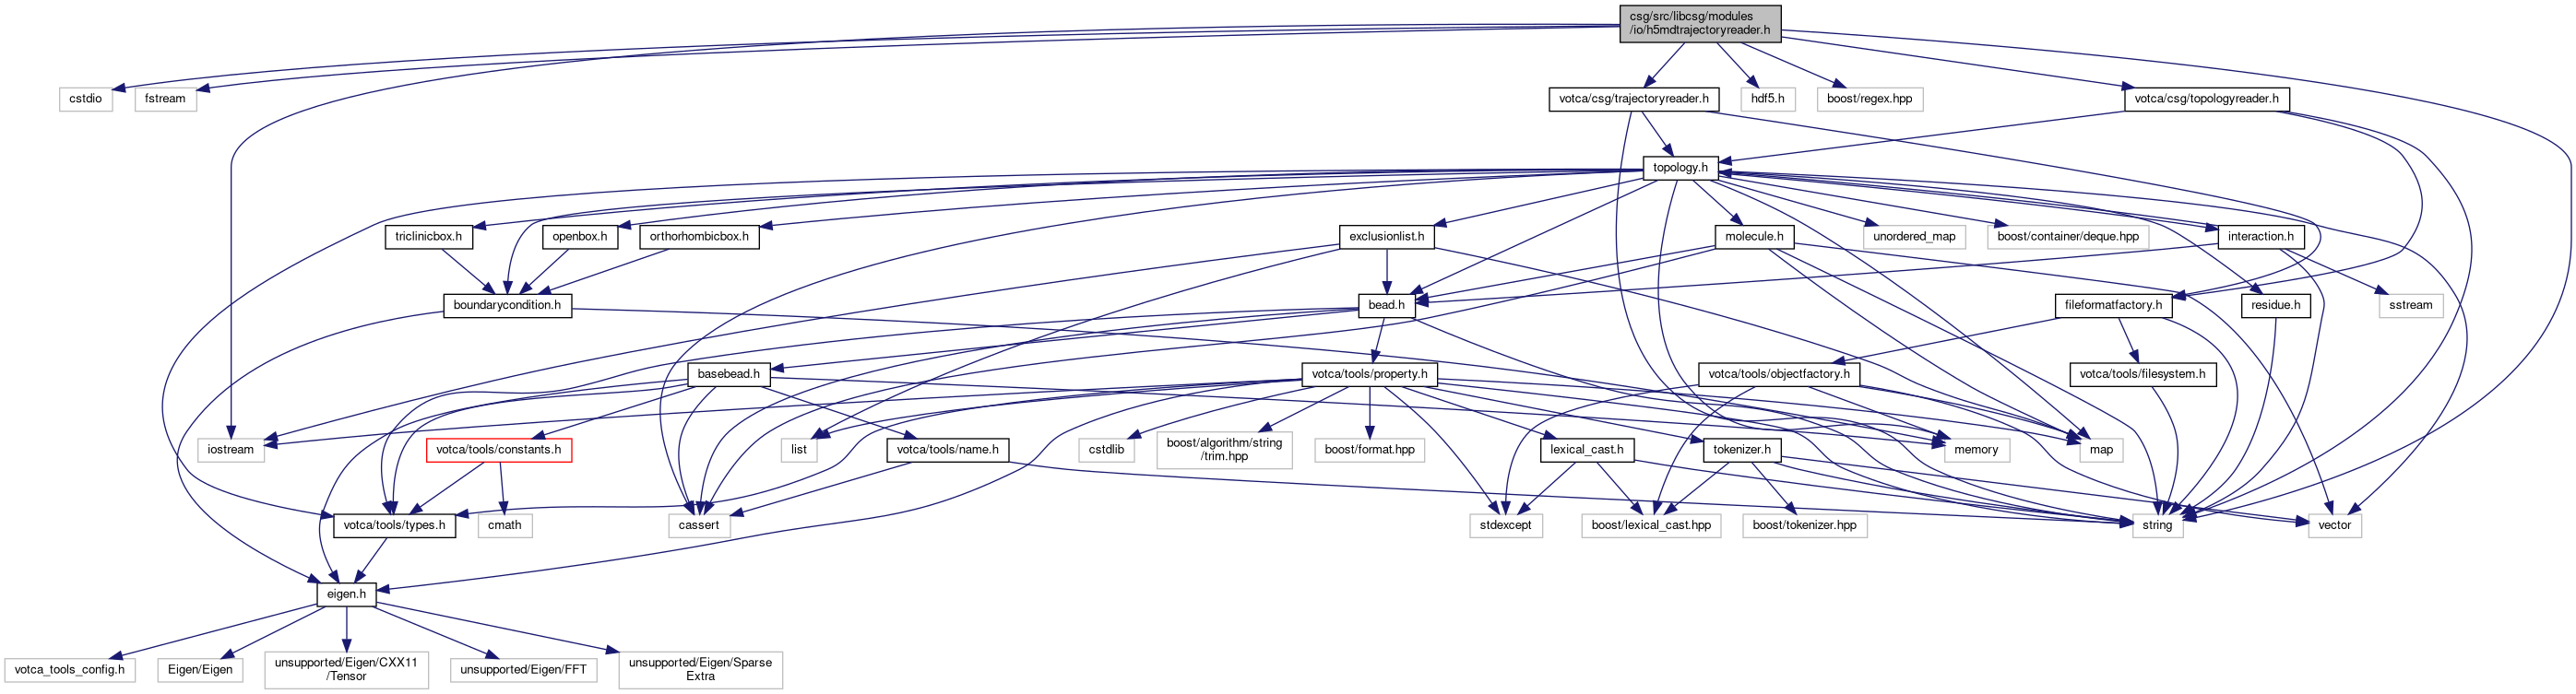 csg/src/libcsg/modules
/io/h5mdtrajectoryreader.h
cstdio
fstream
votca/csg/trajectoryreader.h
hdf5.h
boost/regex.hpp
votca/csg/topologyreader.h
topology.h
triclinicbox.h
openbox.h
orthorhombicbox.h
exclusionlist.h
molecule.h
unordered_map
boost/container/deque.hpp
interaction.h
boundarycondition.h
bead.h
fileformatfactory.h
residue.h
sstream
basebead.h
votca/tools/property.h
votca/tools/objectfactory.h
votca/tools/filesystem.h
iostream
votca/tools/constants.h
list
votca/tools/name.h
cstdlib
boost/algorithm/string
/trim.hpp
boost/format.hpp
lexical_cast.h
tokenizer.h
memory
map
votca/tools/types.h
cmath
cassert
stdexcept
boost/lexical_cast.hpp
boost/tokenizer.hpp
string
vector
eigen.h
votca_tools_config.h
Eigen/Eigen
unsupported/Eigen/CXX11
/Tensor
unsupported/Eigen/FFT
unsupported/Eigen/Sparse
Extra